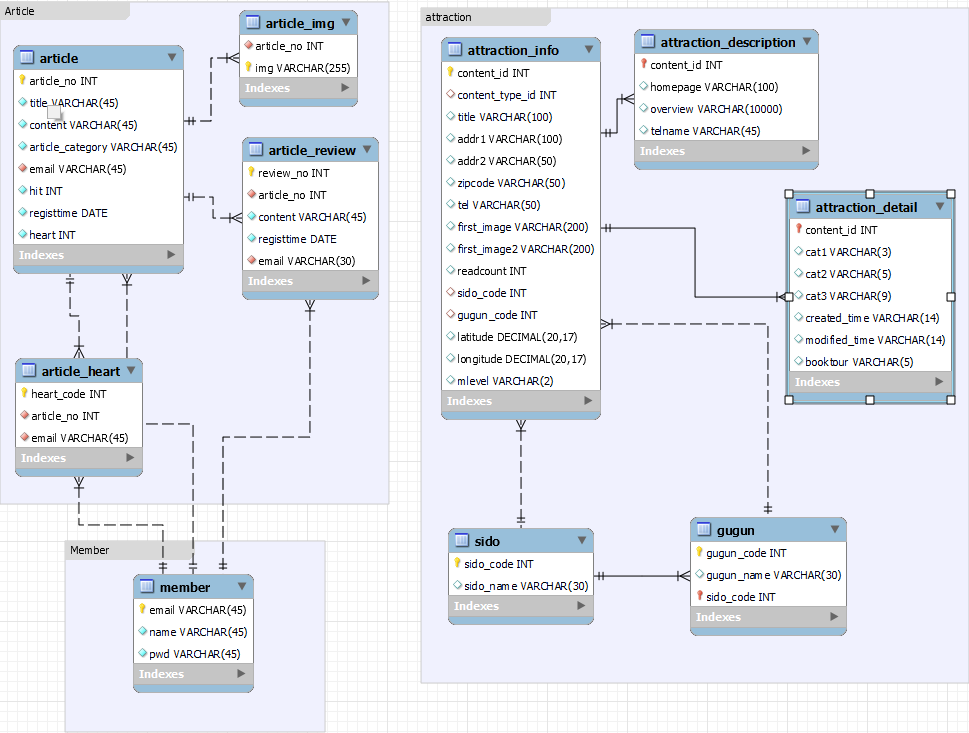 Article
article
article_no INT
title VARCHAR(45)
content VARCHAR(45)
article_category VARCHAR(45)
email VARCHAR(45)
hit INT
registtime DATE
heart INT
Indexes
article_img
article_no INT
img VARCHAR(255)
Indexes
article_review
review_no INT
article_no INT
content VARCHAR(45)
registtime DATE
email VARCHAR(30)
Indexes
article_heart
heart_code INT
article_no INT
email VARCHAR(45)
Indexes
Member
member
email VARCHAR(45)
name VARCHAR(45)
pwd VARCHAR(45)
Indexes
attraction
attraction_info
content_id INT
content_type_id INT
title VARCHAR(100)
addr1 VARCHAR(100)
addr2 VARCHAR(50)
zipcode VARCHAR(50)
tel VARCHAR(50)
first_image VARCHAR(200)
first_image2 VARCHAR(200)
readcount INT
sido_code INT
gugun_code INT
latitude DECIMAL(20,17)
longitude DECIMAL(20,17)
mlevel VARCHAR(2)
Indexes
attraction_description
content_id INT
homepage VARCHAR(100)
overview VARCHAR(10000)
telname VARCHAR(45)
Indexes
attraction_detail
content_id INT
cat1 VARCHAR(3)
cat2 VARCHAR(5)
cat3 VARCHAR(9)
created_time VARCHAR(14)
modified_time VARCHAR(14)
booktour VARCHAR(5)
Indexes
sido
sido_code INT
sido_name VARCHAR(30)
Indexes
gugun
gugun_code INT
gugun_name VARCHAR(30)
sido_code INT
Indexes